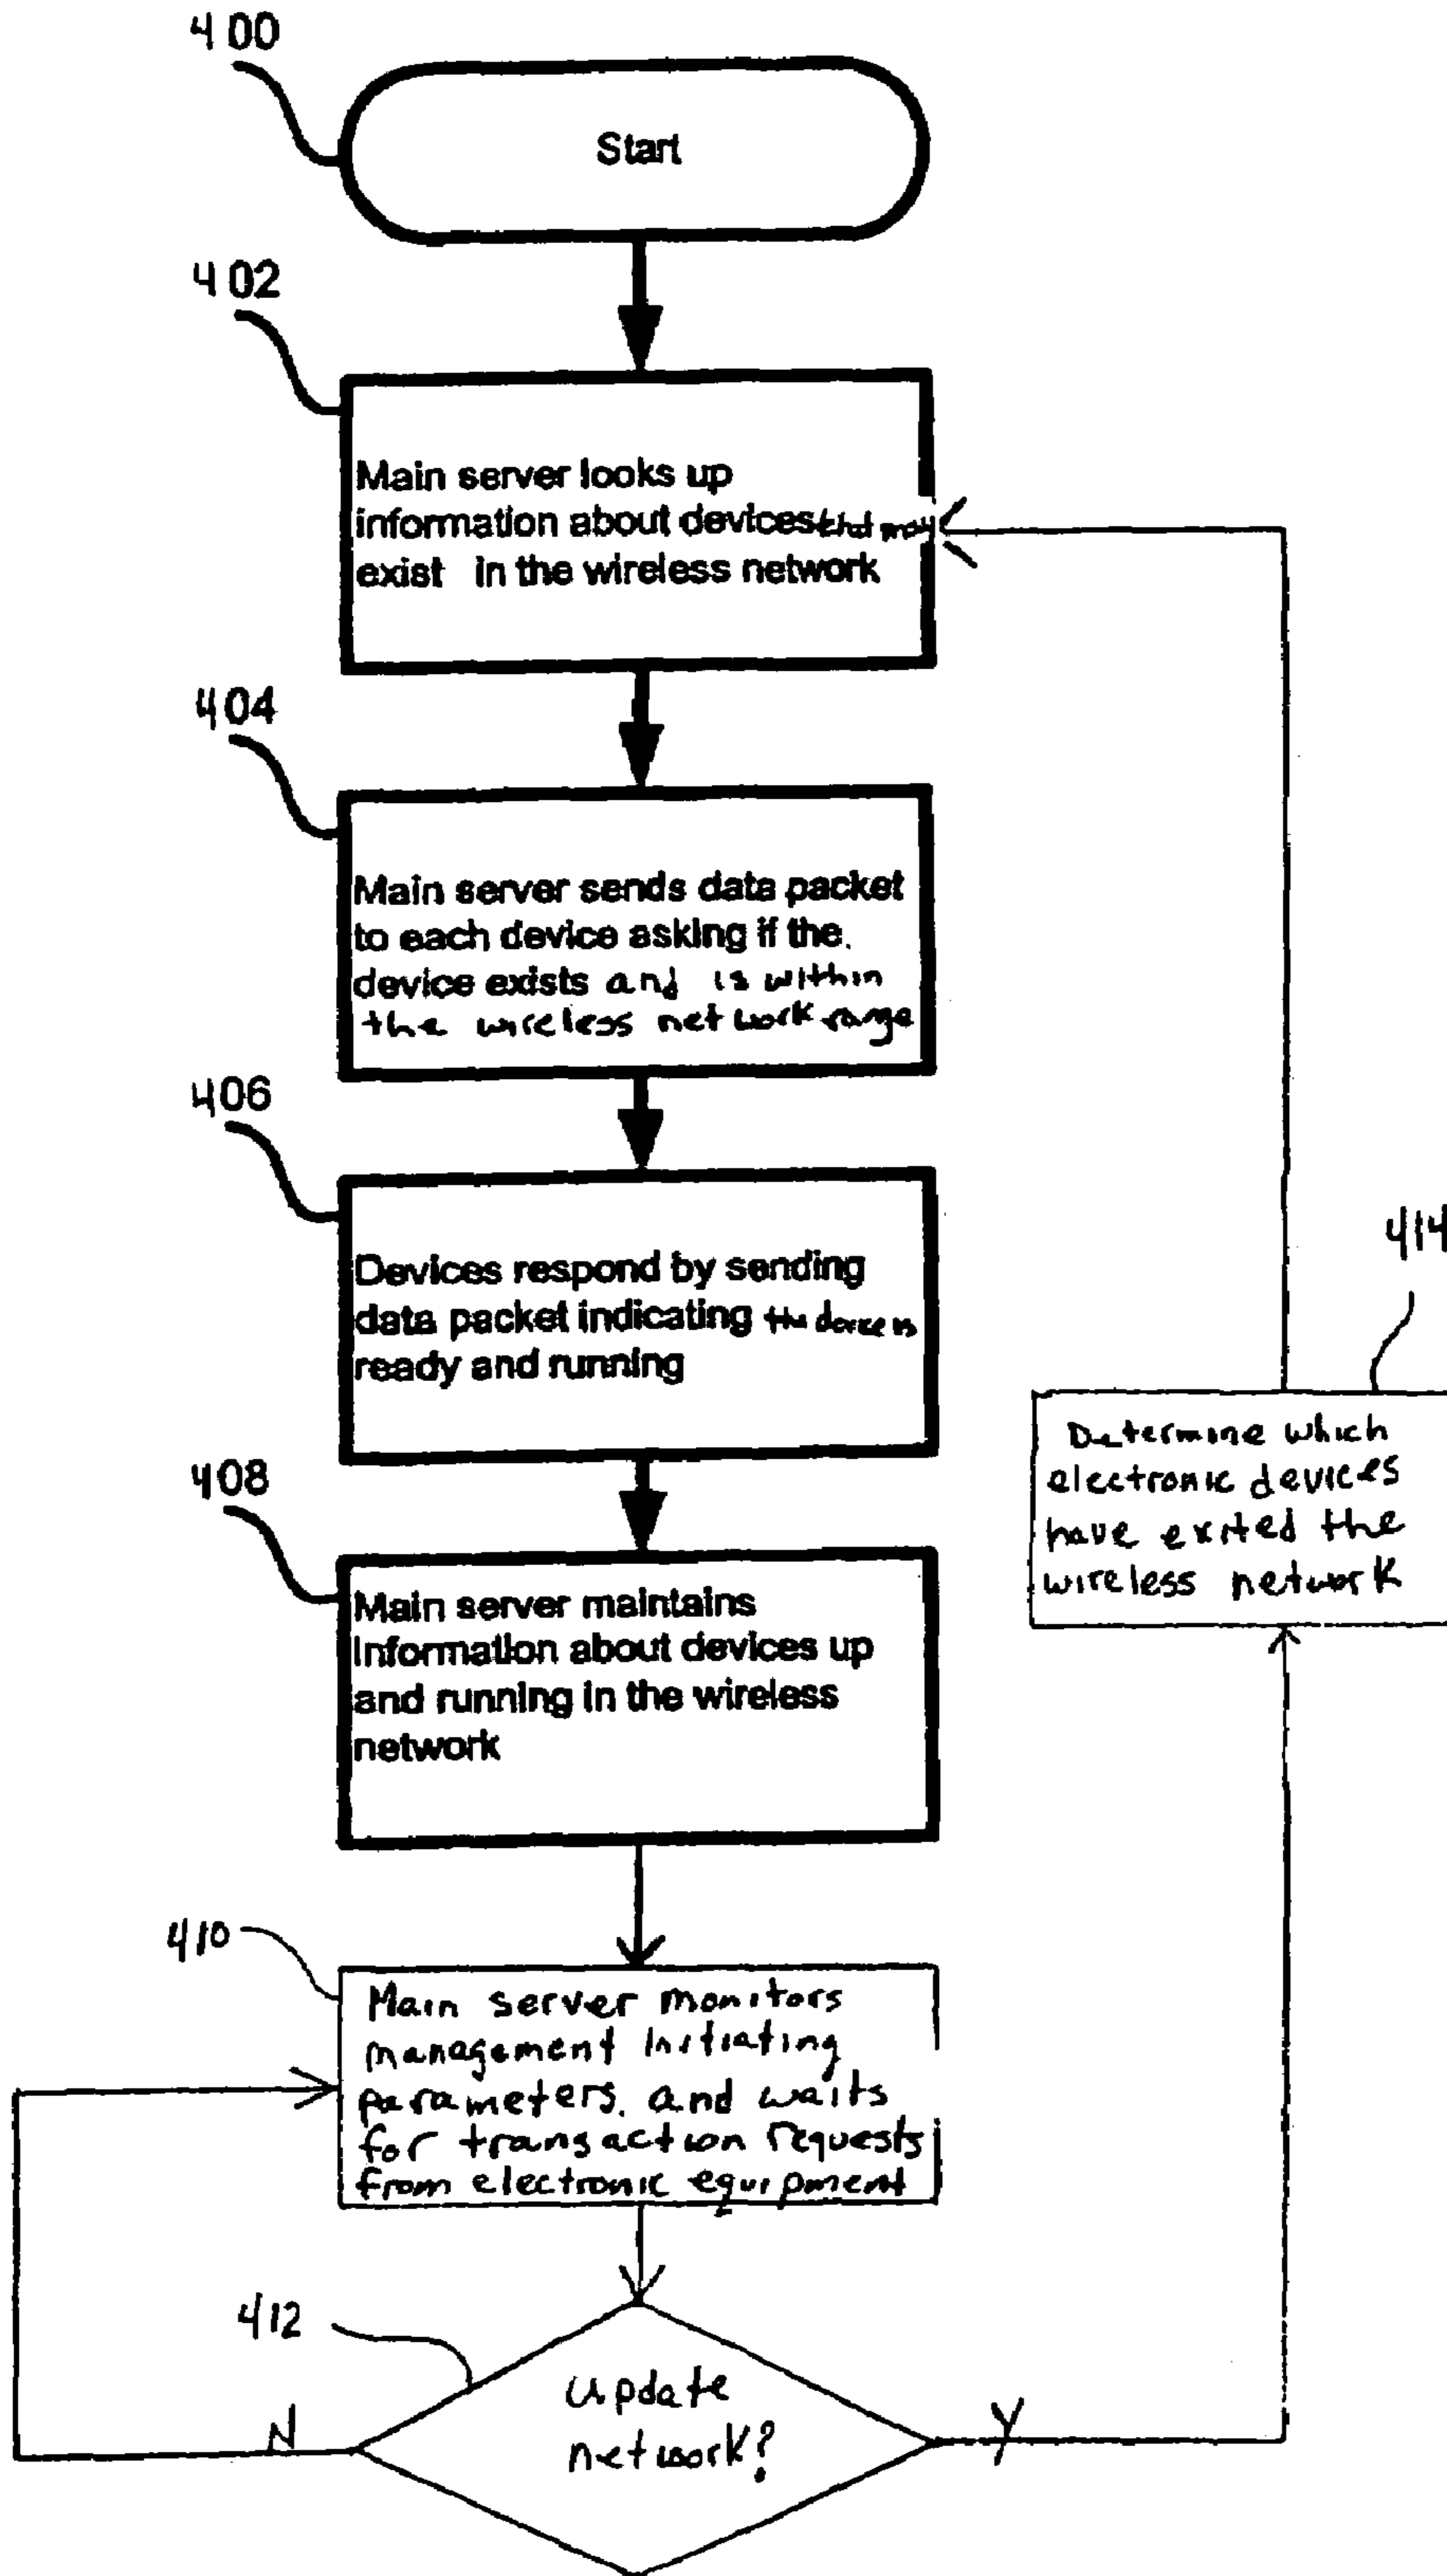 400
Start
402
Main server looks up
information about devices that may
exist in the wireless network
404
Main server sends data packet
to each device asking if the.
device exists and is within
the wireless network range
406
Devices respond by sending
data packet indicating the device is
ready and running
414
Determine which
electronic devices
have exited the
wireless network
408
Main server maintains
information about devices up
and running in the wireless
network
410
Main server monitors
management initiating
parameters. and waits
for transaction requests
from electronic equipment
412
update
network?
N
Y